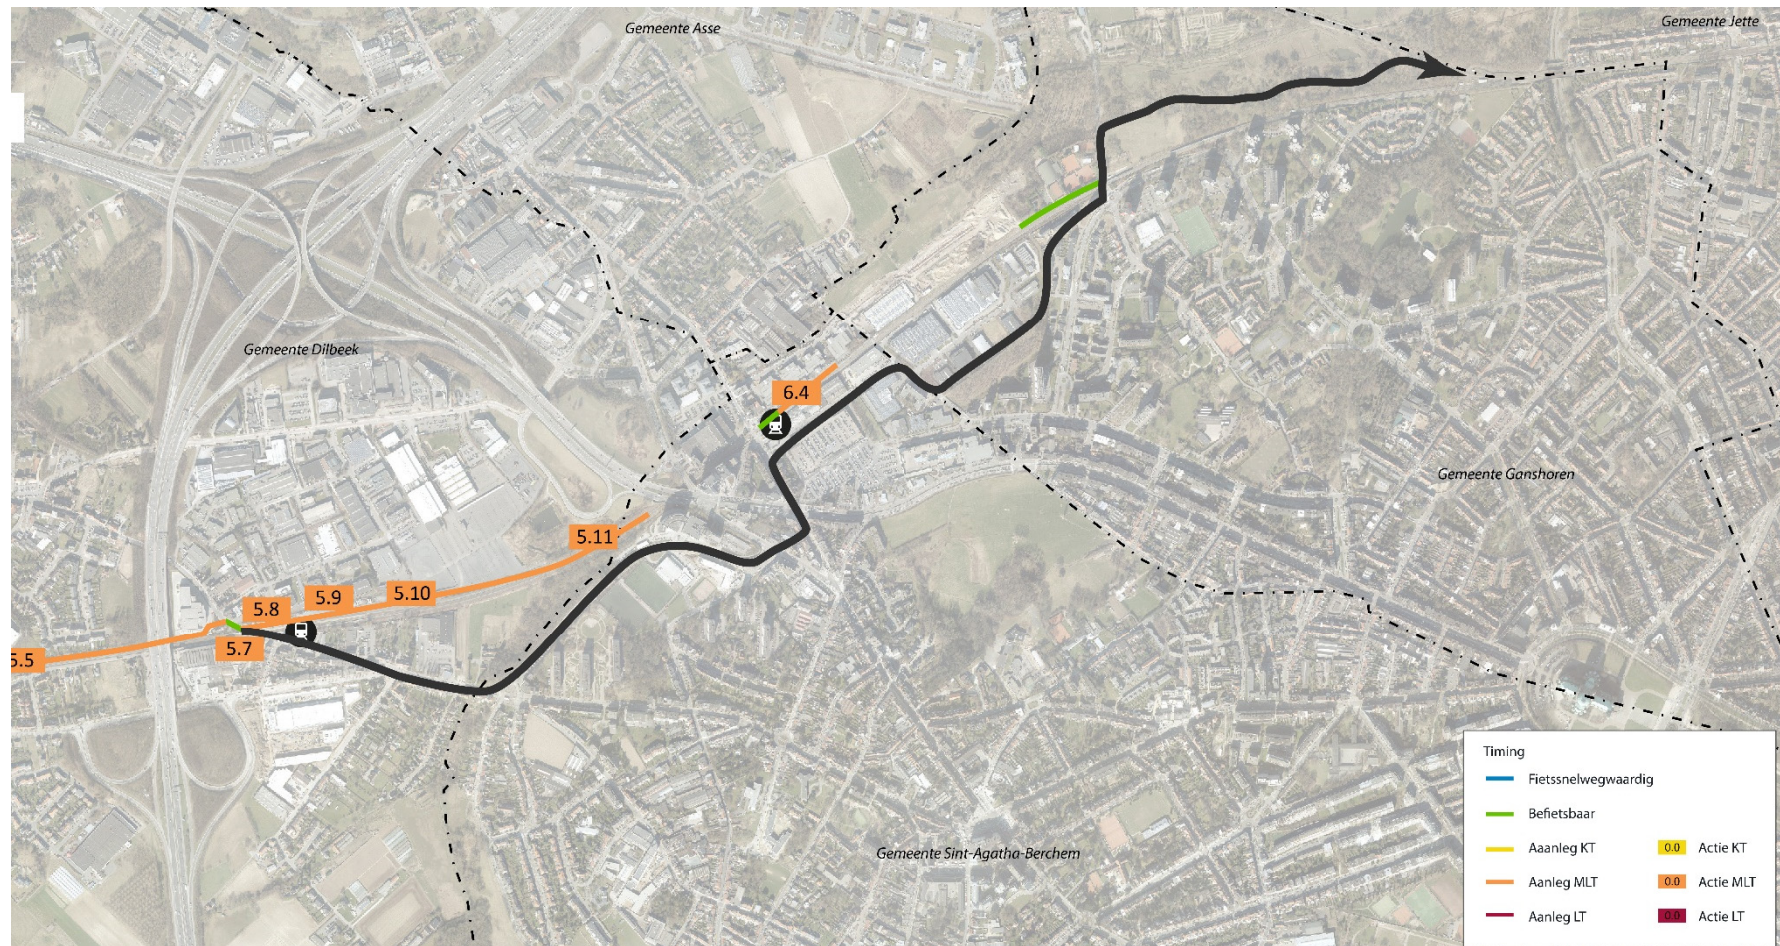 Gemeente Asse
Gemeente Jette
Gemeente Dilbeek
6.4
Gemeente Ganshoren
5.11
5.10
5.9
5.8
5.7
5.5
Gemeente Sint-Agatha-Berchem
Timing
Fietssnelwegwaardig
Befietsbaar
Aaanleg KT
0.0 Actie KT
Aanleg MLT
0.0 Actie MLT
Aanleg LT
0.0 Actie LT